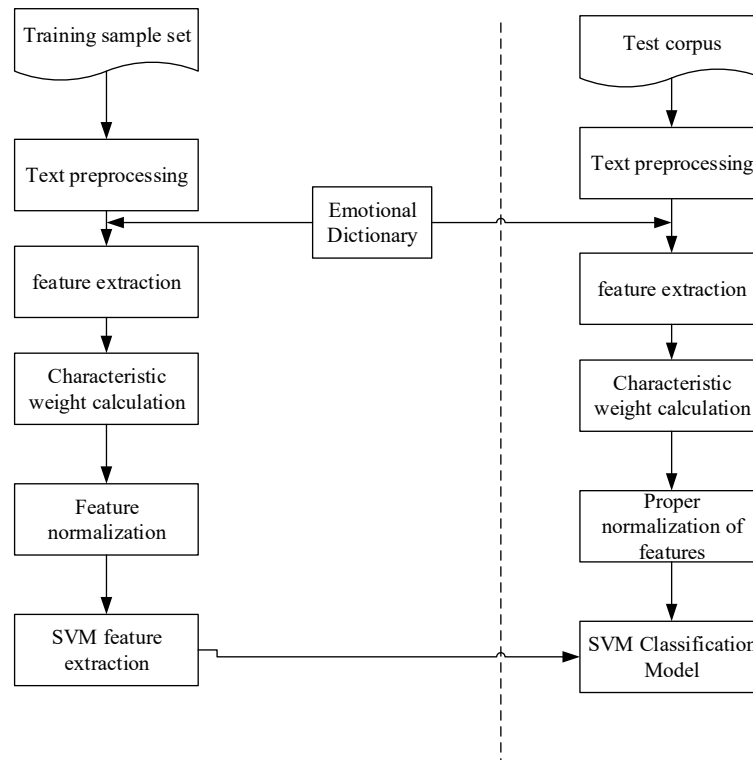 Training sample set
Text preprocessing
feature extraction
Characteristic
weight calculation
Feature
normalization
SVM feature
extraction
Emotional
Dictionary
Test corpus
Text preprocessing
feature extraction
Characteristic
weight calculation
Proper
normalization of
features
SVM Classification
Model